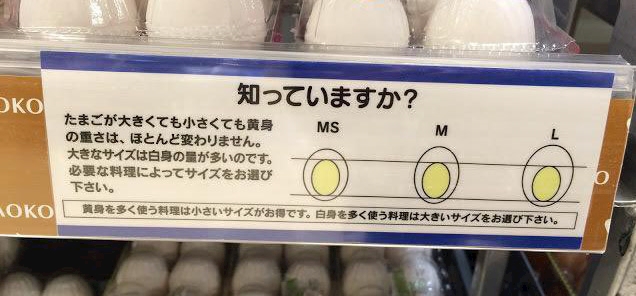 知っていますか?
たまごが大きくても小さくても黄身
の重さは、ほとんど変わりません。
大きなサイズは白身の量が多いのです。
必要な料理によってサイズをお選び
下さい。
MS M L
黄身を多く使う料理は小さいサイズがお得です。白身を多く使う料理は大きいサイズをお選び下さい。
OKO
AOKO